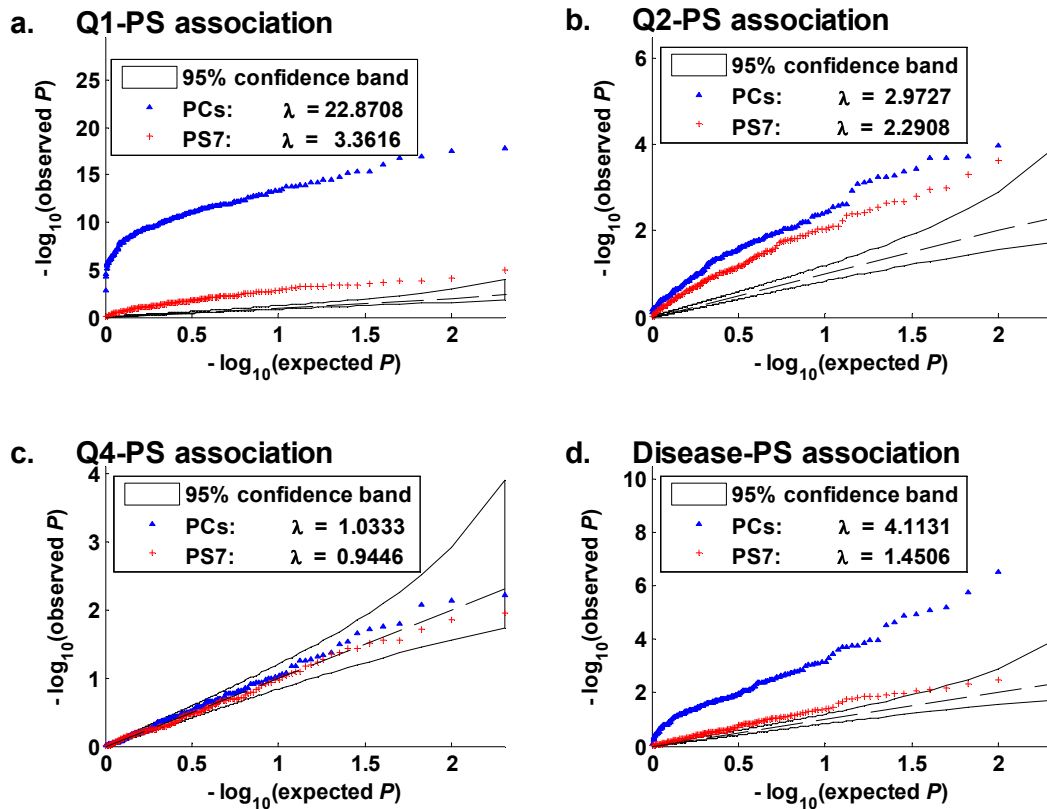 a. Q1-PS association
25
20
15
10
5
0
95% confidence band
PCs: λ = 22.8708
PS7: λ = 3.3616
- log10(observed P)
0 0.5 1 1.5 2
- log10(expected P)
b. Q2-PS association
6
4
2
0
95% confidence band
PCs: λ = 2.9727
PS7: λ = 2.2908
- log10(observed P)
0 0.5 1 1.5 2
- log10(expected P)
c. Q4-PS association
4
3
2
1
0
95% confidence band
PCs: λ = 1.0333
PS7: λ = 0.9446
- log10(observed P)
0 0.5 1 1.5 2
- log10(expected P)
d. Disease-PS association
10
8
6
4
2
0
95% confidence band
PCs: λ = 4.1131
PS7: λ = 1.4506
- log10(observed P)
0 0.5 1 1.5 2
- log10(expected P)